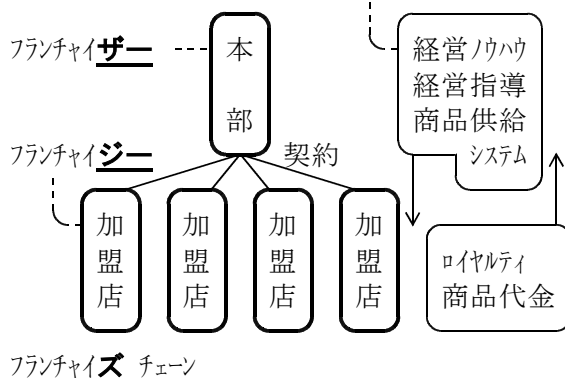 フランチャイザー
本部
経営ノウハウ
経営指導
商品供給
システム
フランチャイジー
契約
加盟店
加盟店
加盟店
加盟店
ロイヤルティ
商品代金
フランチャイズ チェーン